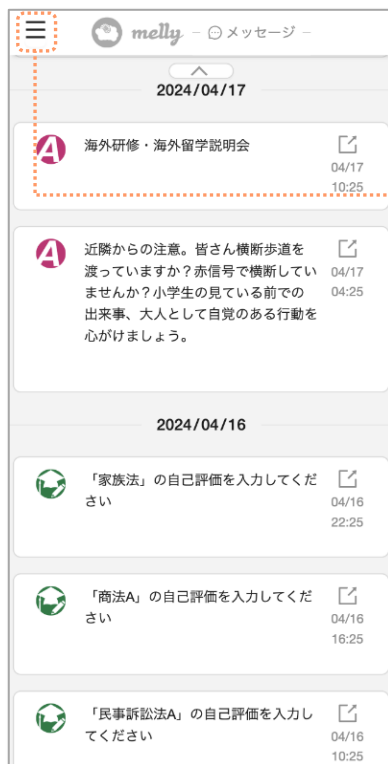 melly – メッセージ –
2024/04/17
海外研修・海外留学説明会
04/17
10:25
近隣からの注意。皆さん横断歩道を
渡っていますか？赤信号で横断してい
ませんか？小学生の見ている前での
出来事、大人として自覚のある行動を
心がけましょう。
04/17
04:25
2024/04/16
「家族法」の自己評価を入力してくだ
さい
04/16
22:25
「商法A」の自己評価を入力してくだ
さい
04/16
16:25
「民事訴訟法A」の自己評価を入力し
てください
04/16
10:25